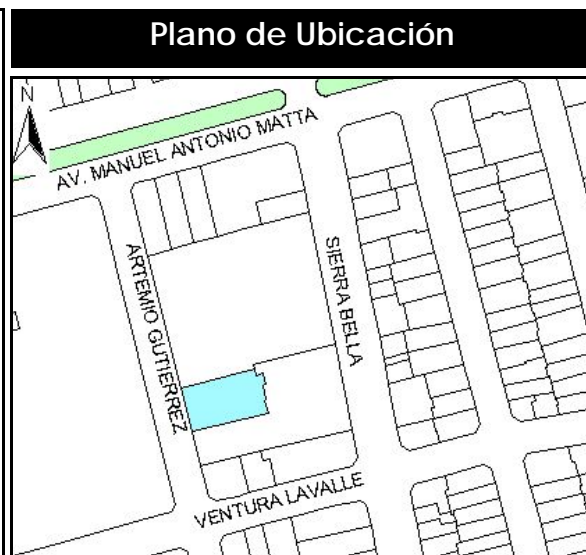 Plano de Ubicación
N
AV. MANUEL ANTONIO MATTA
ARTEMIO GUTIERREZ
SIERRA BELLA
VENTURA LAVALLE